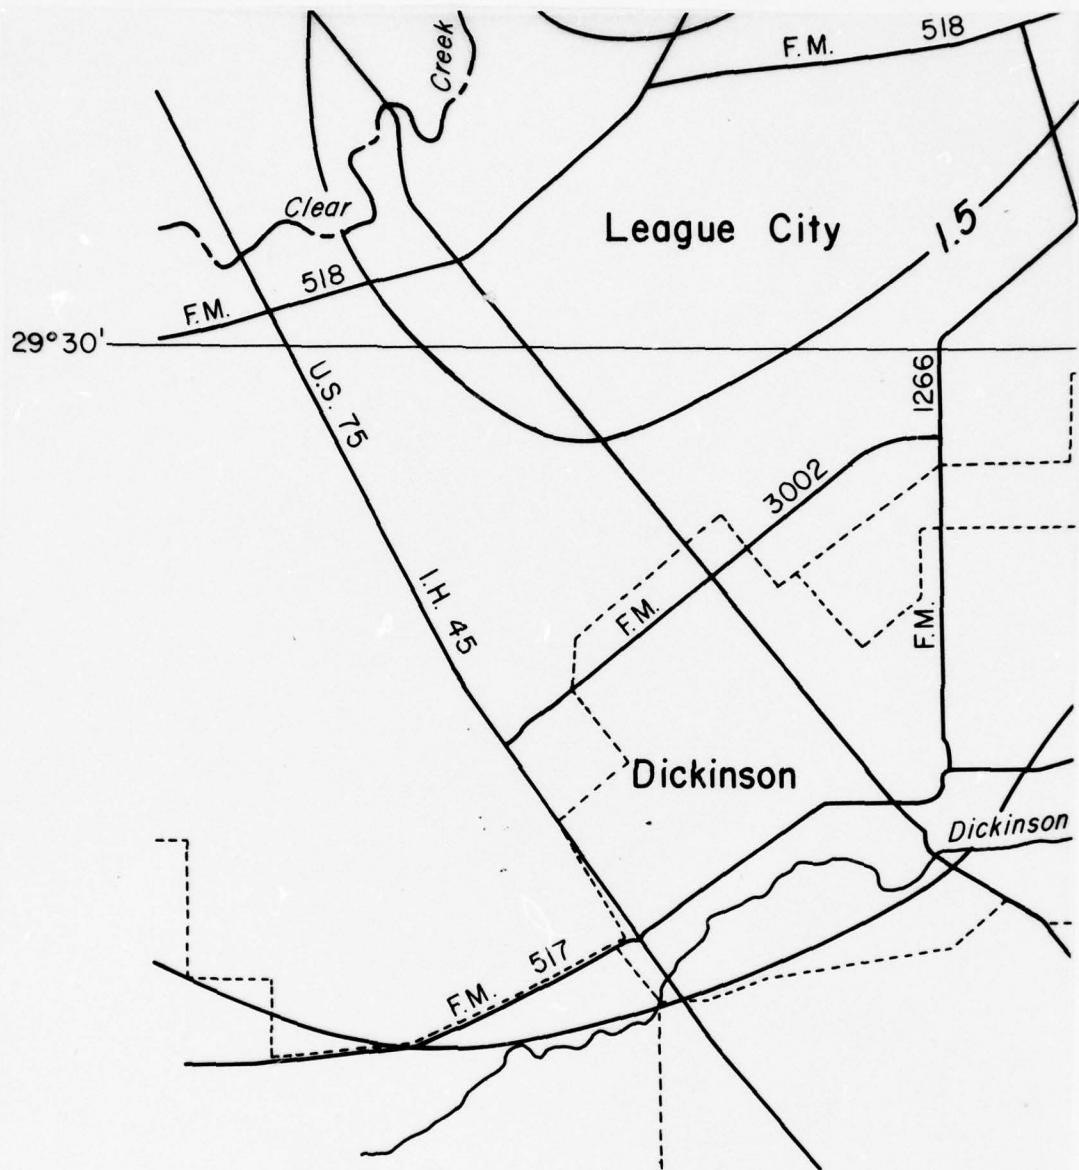 Creek
518
F.M.
Clear
League City
1.5
518
F.M.
29°30'
U.S. 75
1266
3002
I.H. 45
F.M.
F.M.
Dickinson
Dickinson
517
F.M.